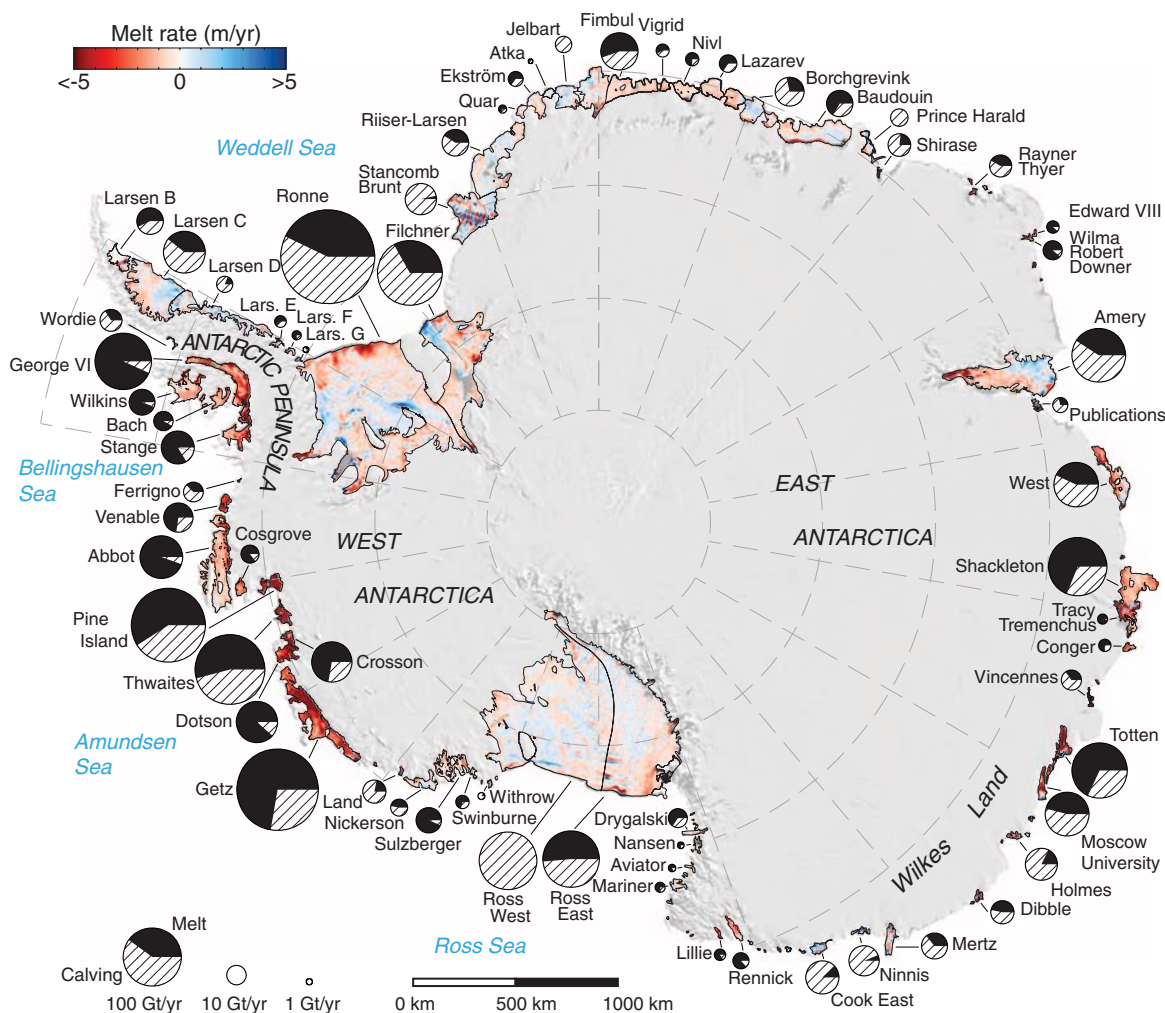 Melt rate (m/yr)
<-5
0
>5
Jelbart
Fimbul
Vigrid
Nivl
Atka
Lazarev
Ekström
Borchgrevink
Quar
Baudouin
Prince Harald
Riiser-Larsen
Shirase
Weddell Sea
Rayner
Thyer
Stancomb
Brunt
Larsen B
Ronne
Edward VIII
Larsen C
Filchner
Wilma
Robert
Downer
Larsen D
Lars. E
Lars. F
Lars. G
Wordie
Amery
ANTARCTIC PENINSULA
George VI
Wilkins
Publications
Bach
Stange
Bellingshausen
Sea
EAST
ANTARCTICA
West
Ferrigno
Venable
Cosgrove
Abbot
WEST
ANTARCTICA
Shackleton
Pine
Island
Tracy
Tremenchus
Conger
Crosson
Thwaites
Vincennes
Dotson
Amundsen
Sea
Totten
Getz
Land
Nickerson
Sulzberger
Swinburne
Withrow
Drygalski
Nansen
Aviator
Mariner
Wilkes Land
Moscow
University
Holmes
Ross
West
Ross
East
Dibble
Ross Sea
Lillie
Rennick
Cook East
Ninnis
Mertz
Melt
Calving
100 Gt/yr
10 Gt/yr
1 Gt/yr
0 km
500 km
1000 km